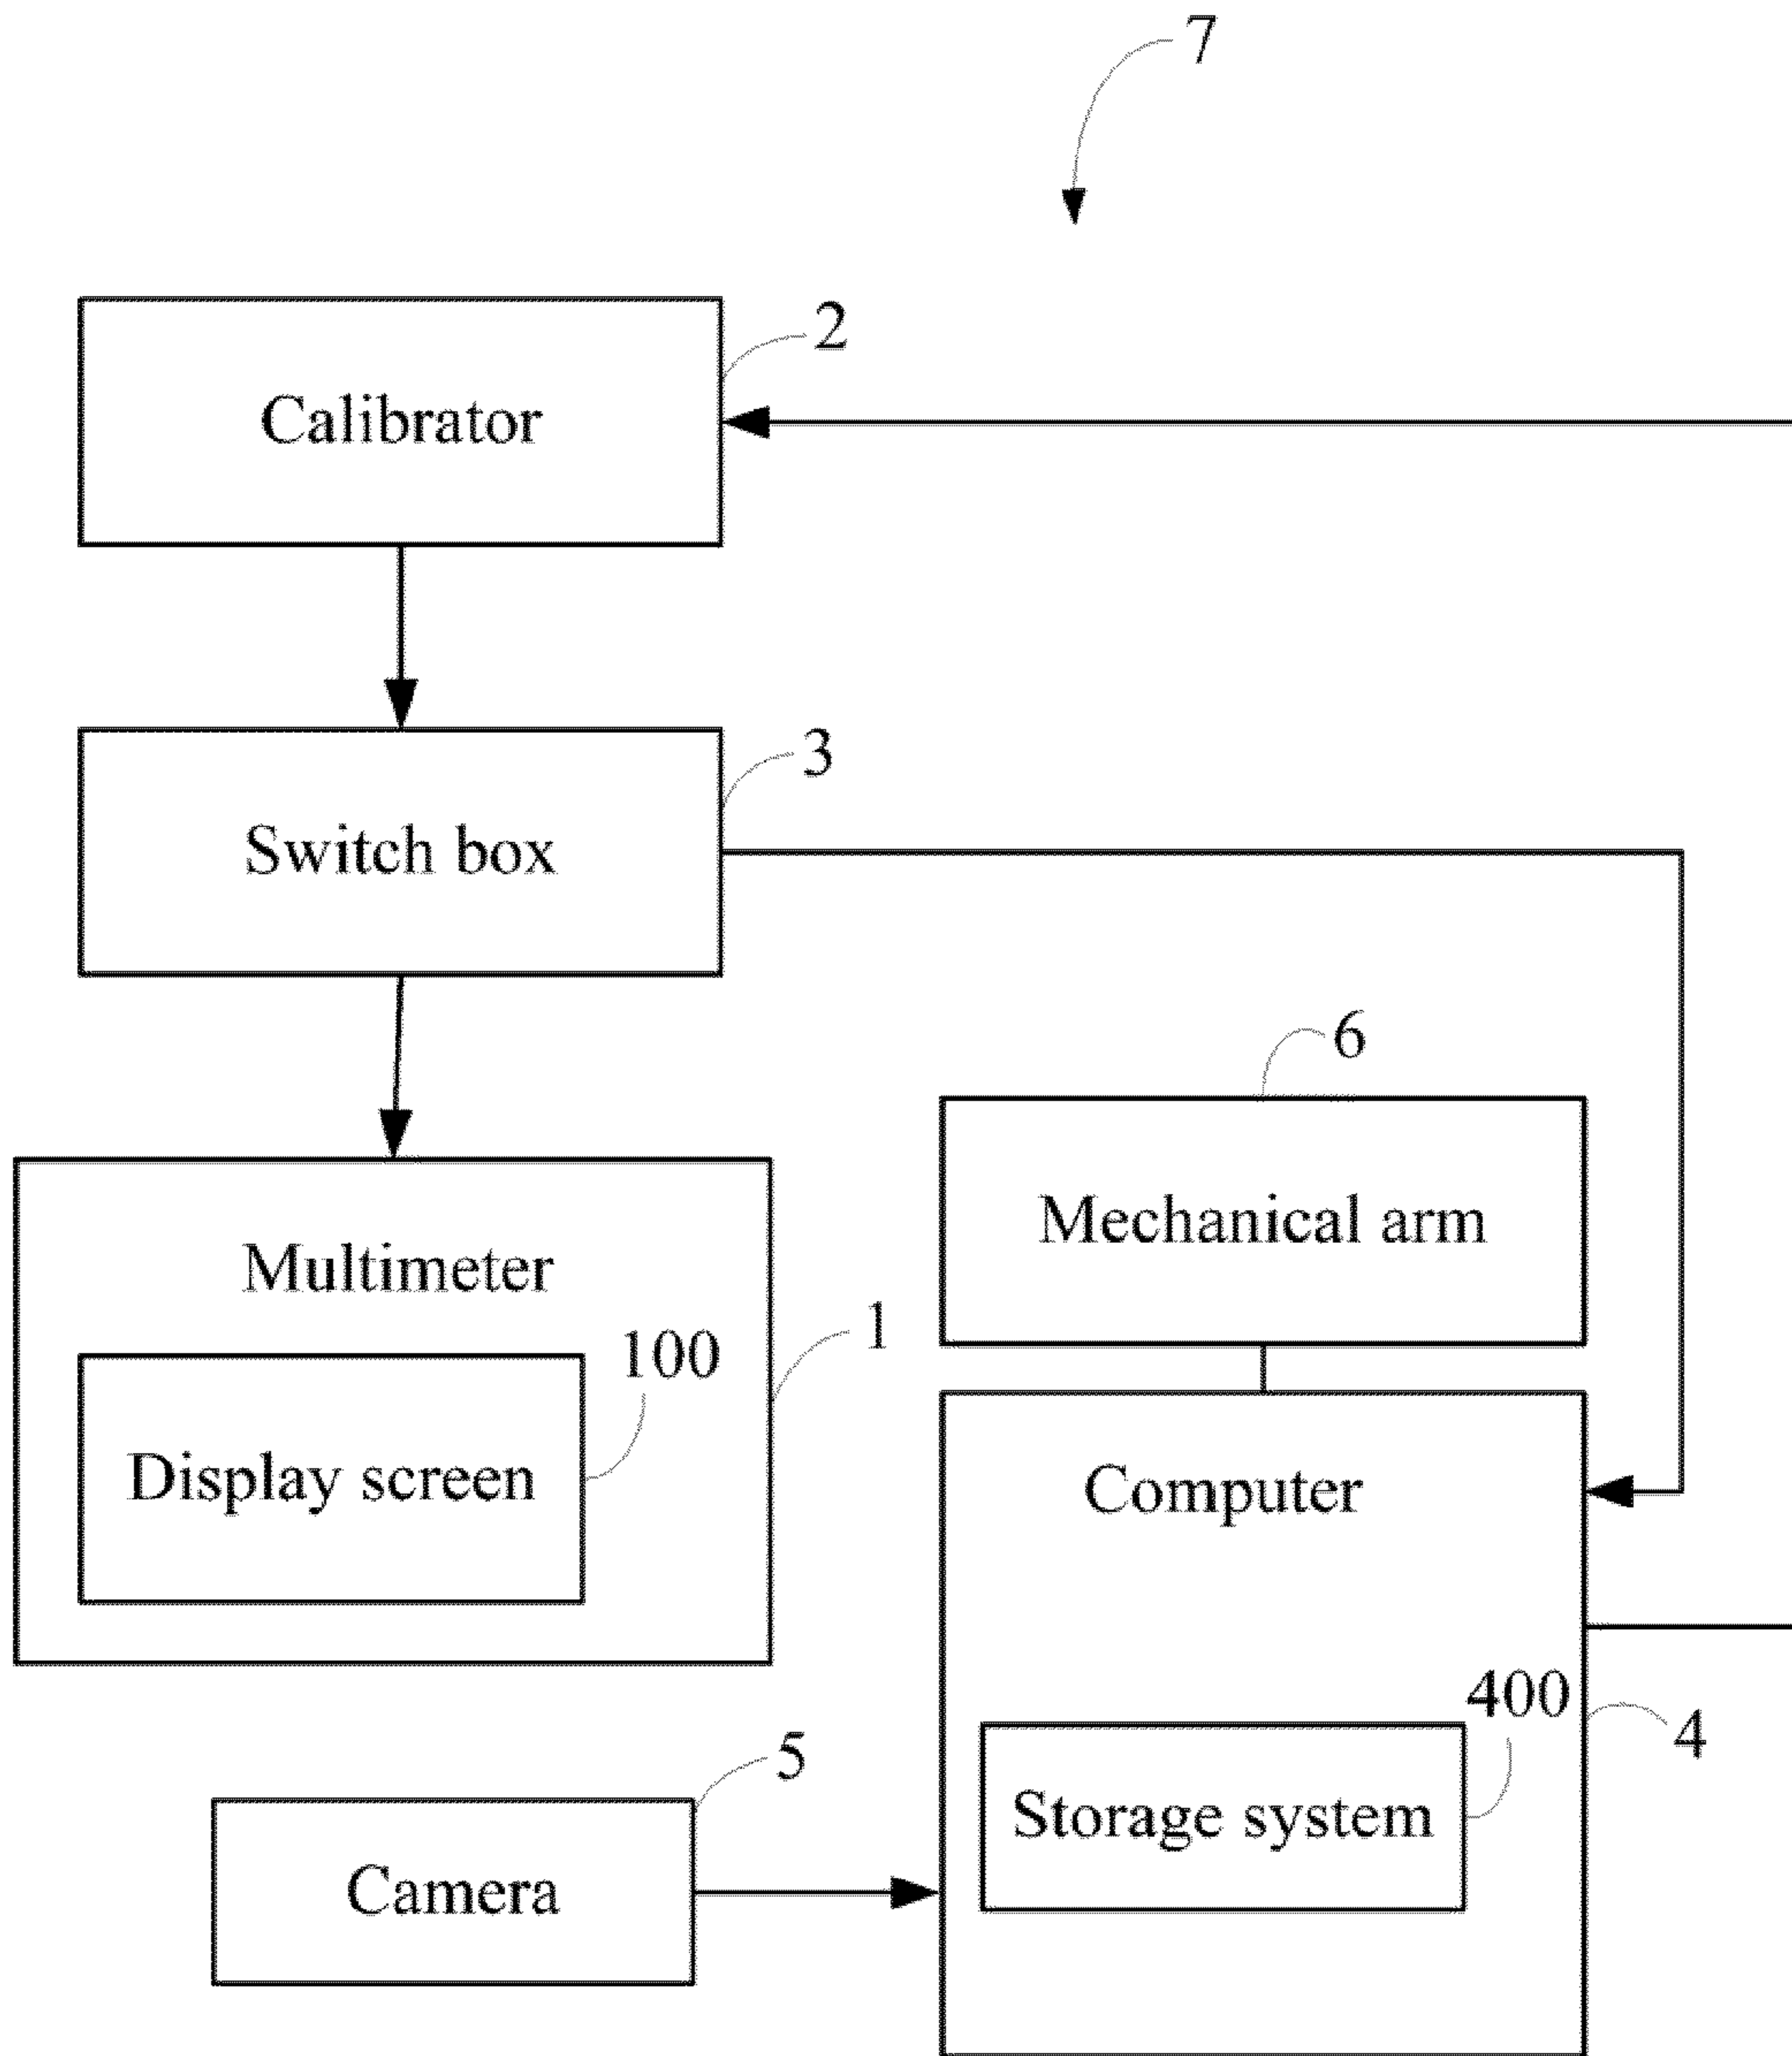 7
2
Calibrator
3
Switch box
6
Mechanical arm
Multimeter
1
100
Display screen
Computer
400
4
Storage system
5
Camera